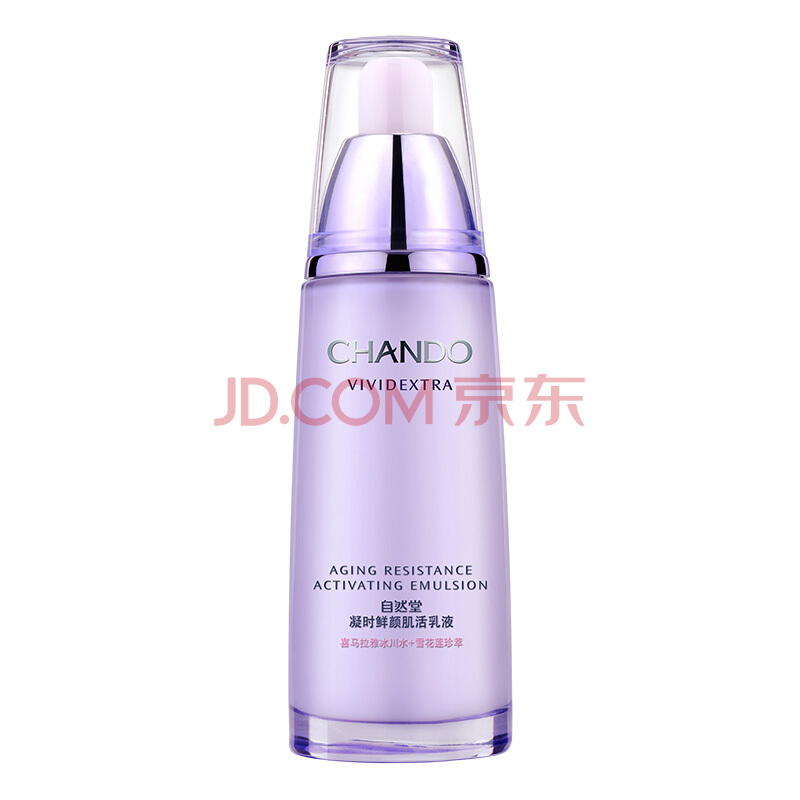 CHANDO
VIVIDEXTRA
JD.COM 京东
AGING RESISTANCE
ACTIVATING EMULSION
自然堂
凝时鲜颜肌活乳液
喜马拉雅冰川水+雪花莲珍萃